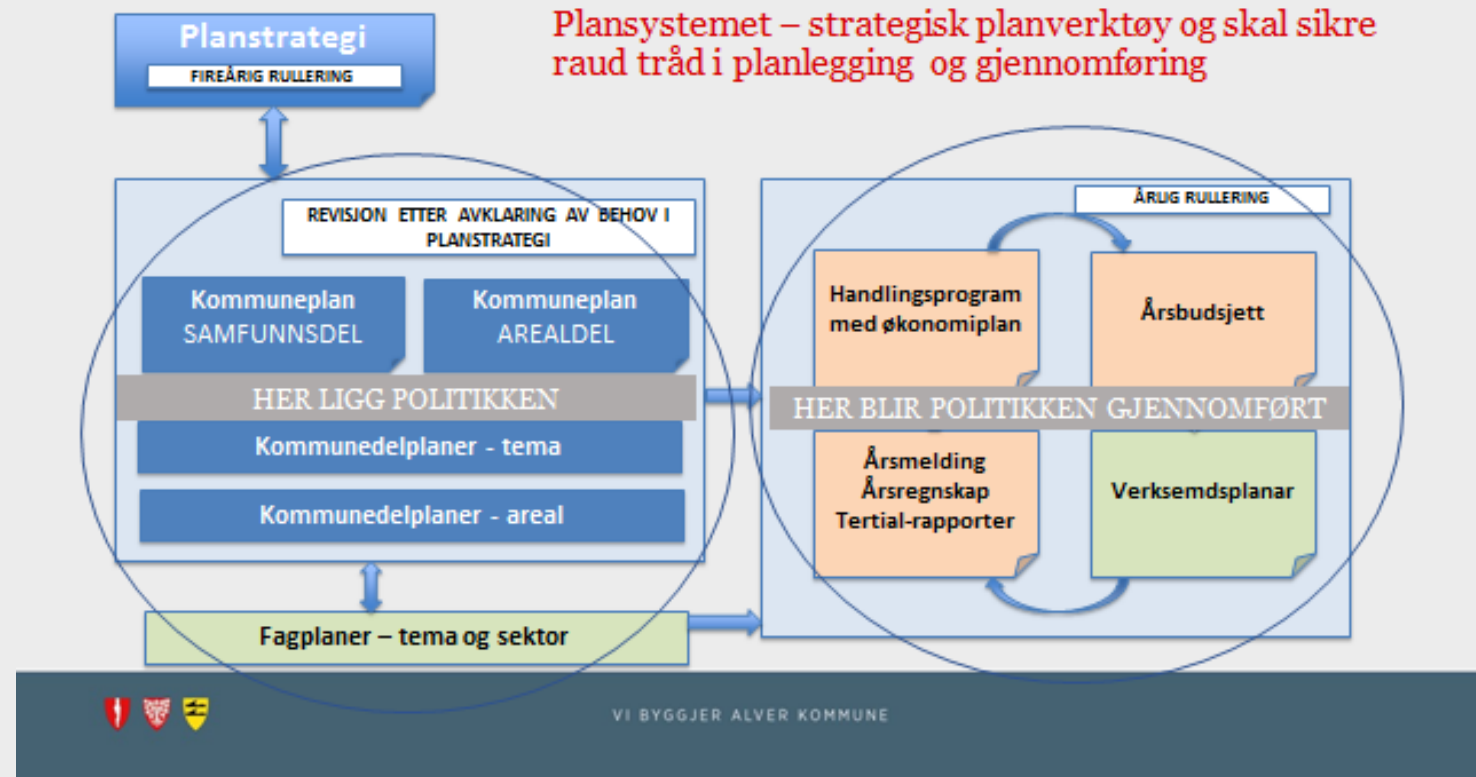 Planstrategi
FIREÅRIG RULLERING
Plansystemet – strategisk planverktøy og skal sikre
raud tråd i planlegging og gjennomføring
REVISJON ETTER AVKLARING AV BEHOV I
PLANSTRATEGI
Kommuneplan
SAMFUNNSDEL
Kommuneplan
AREALDEL
HER LIGG POLITIKKEN
Kommunedelplaner - tema
Kommunedelplaner - areal
Fagplaner – tema og sektor
ÅRLIG RULLERING
Handlingsprogram
med økonomiplan
Årsbudsjett
HER BLIR POLITIKKEN GJENNOMFØRT
Årsmelding
Årsregnskap
Tertial-rapporter
Verksemdsplanar
VI BYGGJER ALVER KOMMUNE